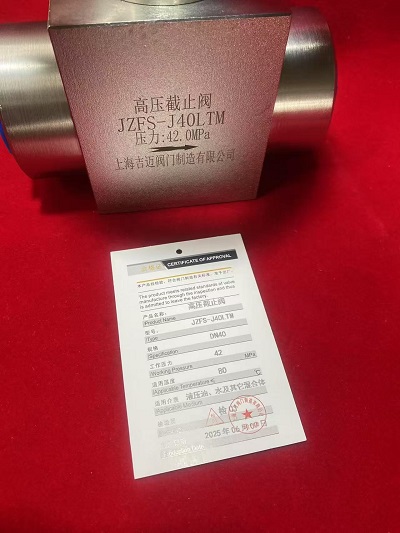 高压截止阀
JZFS-J40LTM
压力:42.0MPa
上海吉迈阀门制造有限公司
CERTIFICATE OF APPROVAL
The product meets related standards of valve
manufacture through the inspection and thus
is admitted to leave the factory.
产品名称: 高压截止阀
Product Name
型号: JZFS-J40LTM
Type
规格 DN40
Specification
工作压力 42 MPa
Working Pressure
适用温度 80 ℃
Applicable Temperature
适用介质 液压油、水及其它混合体
检
2025年05月08日